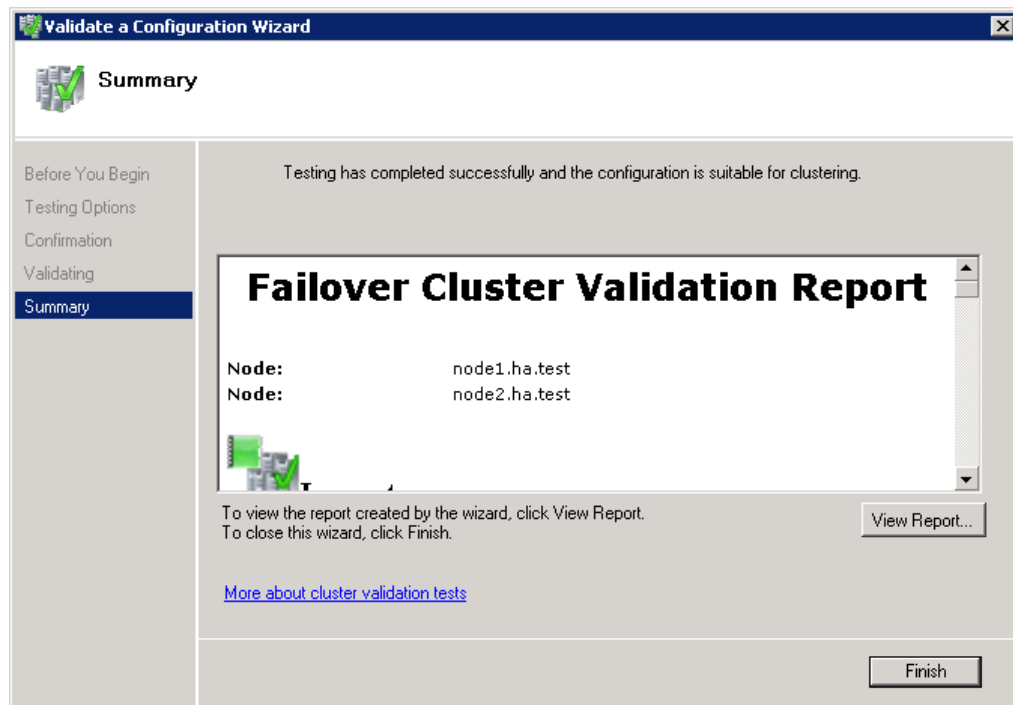 Validate a Configuration Wizard
Summary
Before You Begin
Testing Options
Confirmation
Validating
Summary
Testing has completed successfully and the configuration is suitable for clustering.
Failover Cluster Validation Report
Node: node1.ha.test
Node: node2.ha.test
To view the report created by the wizard, click View Report.
To close this wizard, click Finish.
View Report...
More about cluster validation tests
Finish